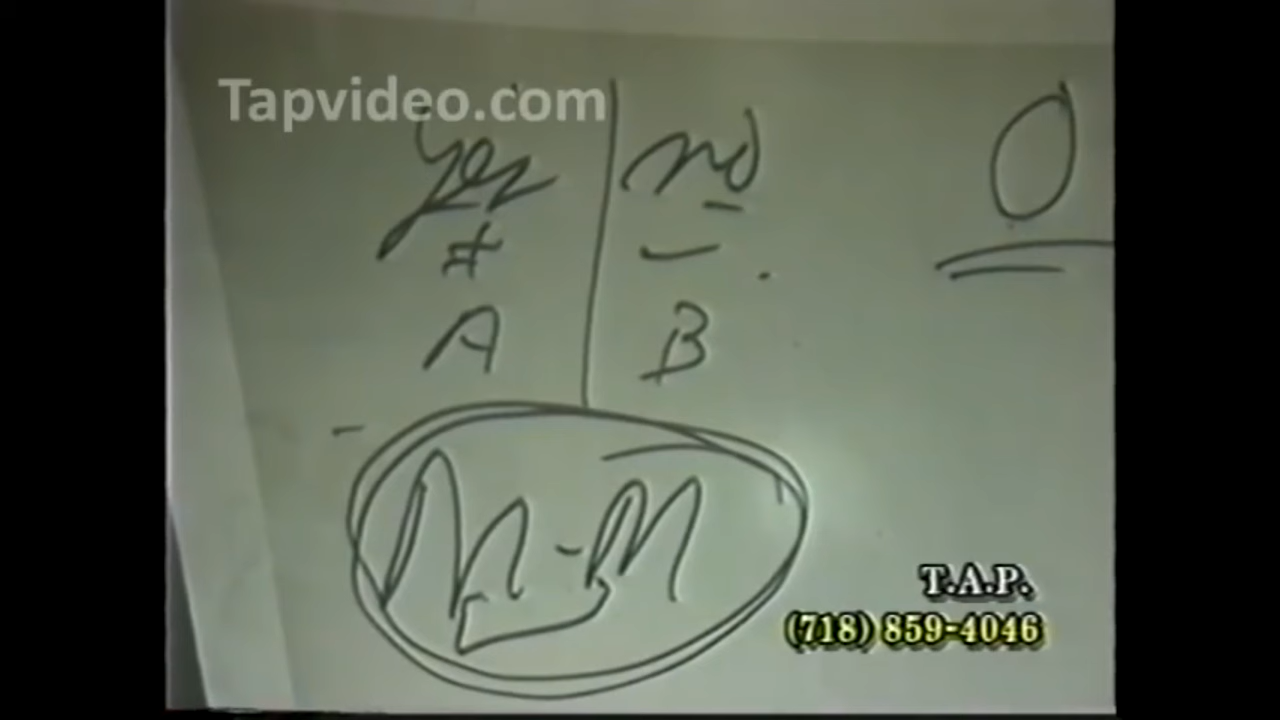 Tapvideo.com
yes no 0
+ -
A B
M-M
T.A.P.
(718) 859-4046